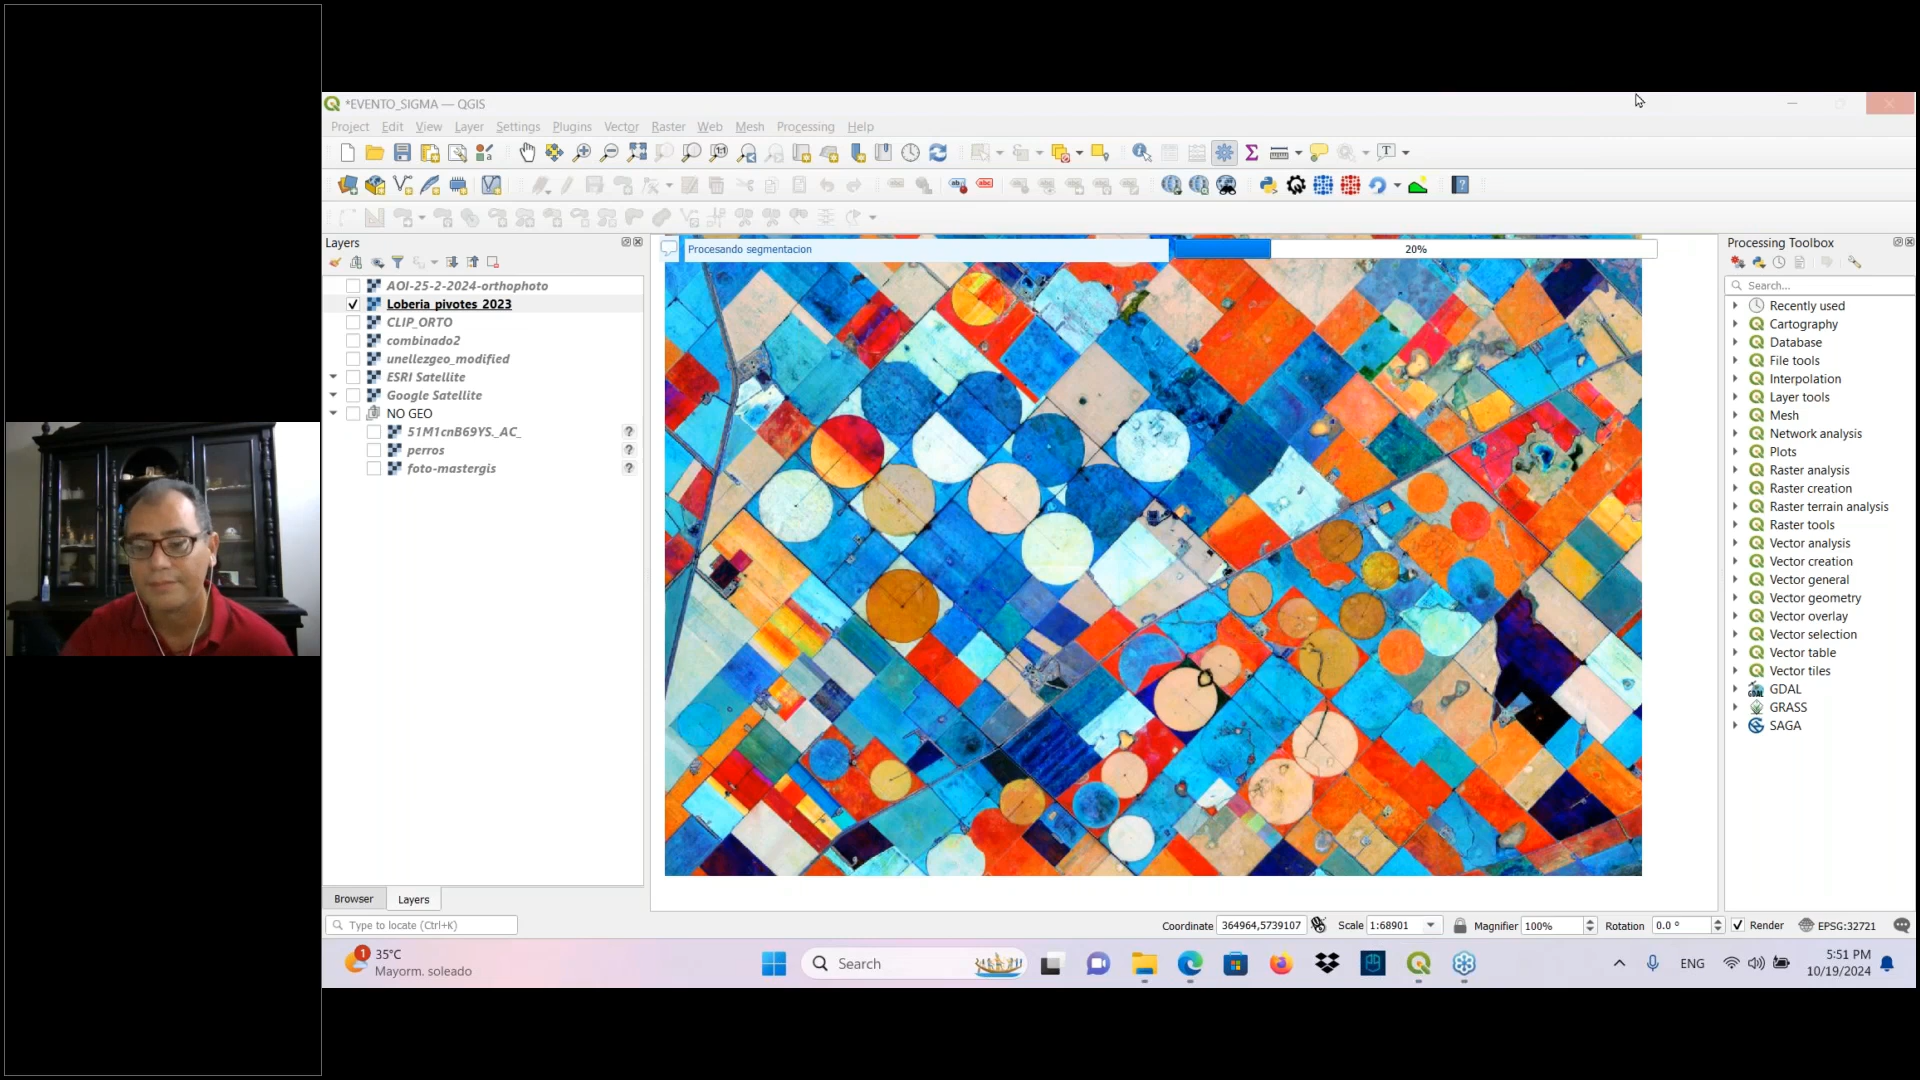 *EVENTO_SIGMA — QGIS
Project Edit View Layer Settings Plugins Vector Raster Web Mesh Processing Help
Layers
AOI-25-2-2024-orthophoto
Loberia_pivotes_2023
CLIP_ORTO
combinado2
unellezgeo_modified
ESRI Satellite
Google Satellite
NO GEO
51M1cnB69YS._AC_
perros
foto-mastergis
Browser Layers
Procesando segmentacion
20%
Processing Toolbox
Search...
Recently used
Cartography
Database
File tools
Interpolation
Layer tools
Mesh
Network analysis
Plots
Raster analysis
Raster creation
Raster terrain analysis
Raster tools
Vector analysis
Vector creation
Vector general
Vector geometry
Vector overlay
Vector selection
Vector table
Vector tiles
GDAL
GRASS
SAGA
Type to locate (Ctrl+K)
Coordinate 364964,5739107 Scale 1:68901 Magnifier 100% Rotation 0.0 ° Render EPSG:32721
1
35°C
Mayorm. soleado
Search
ENG
5:51 PM
10/19/2024